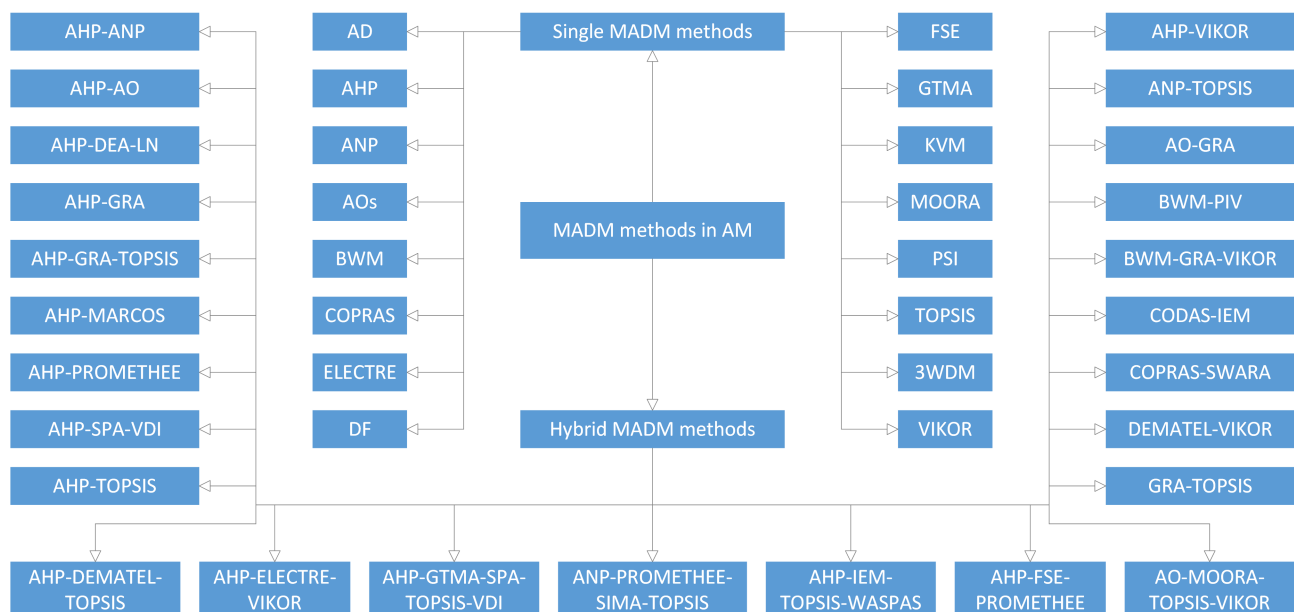 AHP-ANP
AD
Single MADM methods
FSE
AHP-VIKOR
AHP-AO
AHP
GTMA
ANP-TOPSIS
AHP-DEA-LN
ANP
KVM
AO-GRA
AHP-GRA
AOs
MADM methods in AM
MOORA
BWM-PIV
AHP-GRA-TOPSIS
BWM
PSI
BWM-GRA-VIKOR
AHP-MARCOS
COPRAS
TOPSIS
CODAS-IEM
AHP-PROMETHEE
ELECTRE
3WDM
COPRAS-SWARA
AHP-SPA-VDI
DF
Hybrid MADM methods
VIKOR
DEMATEL-VIKOR
AHP-TOPSIS
GRA-TOPSIS
AHP-DEMATEL-
TOPSIS
AHP-ELECTRE-
VIKOR
AHP-GTMA-SPA-
TOPSIS-VDI
ANP-PROMETHEE-
SIMA-TOPSIS
AHP-IEM-
TOPSIS-WASPAS
AHP-FSE-
PROMETHEE
AO-MOORA-
TOPSIS-VIKOR